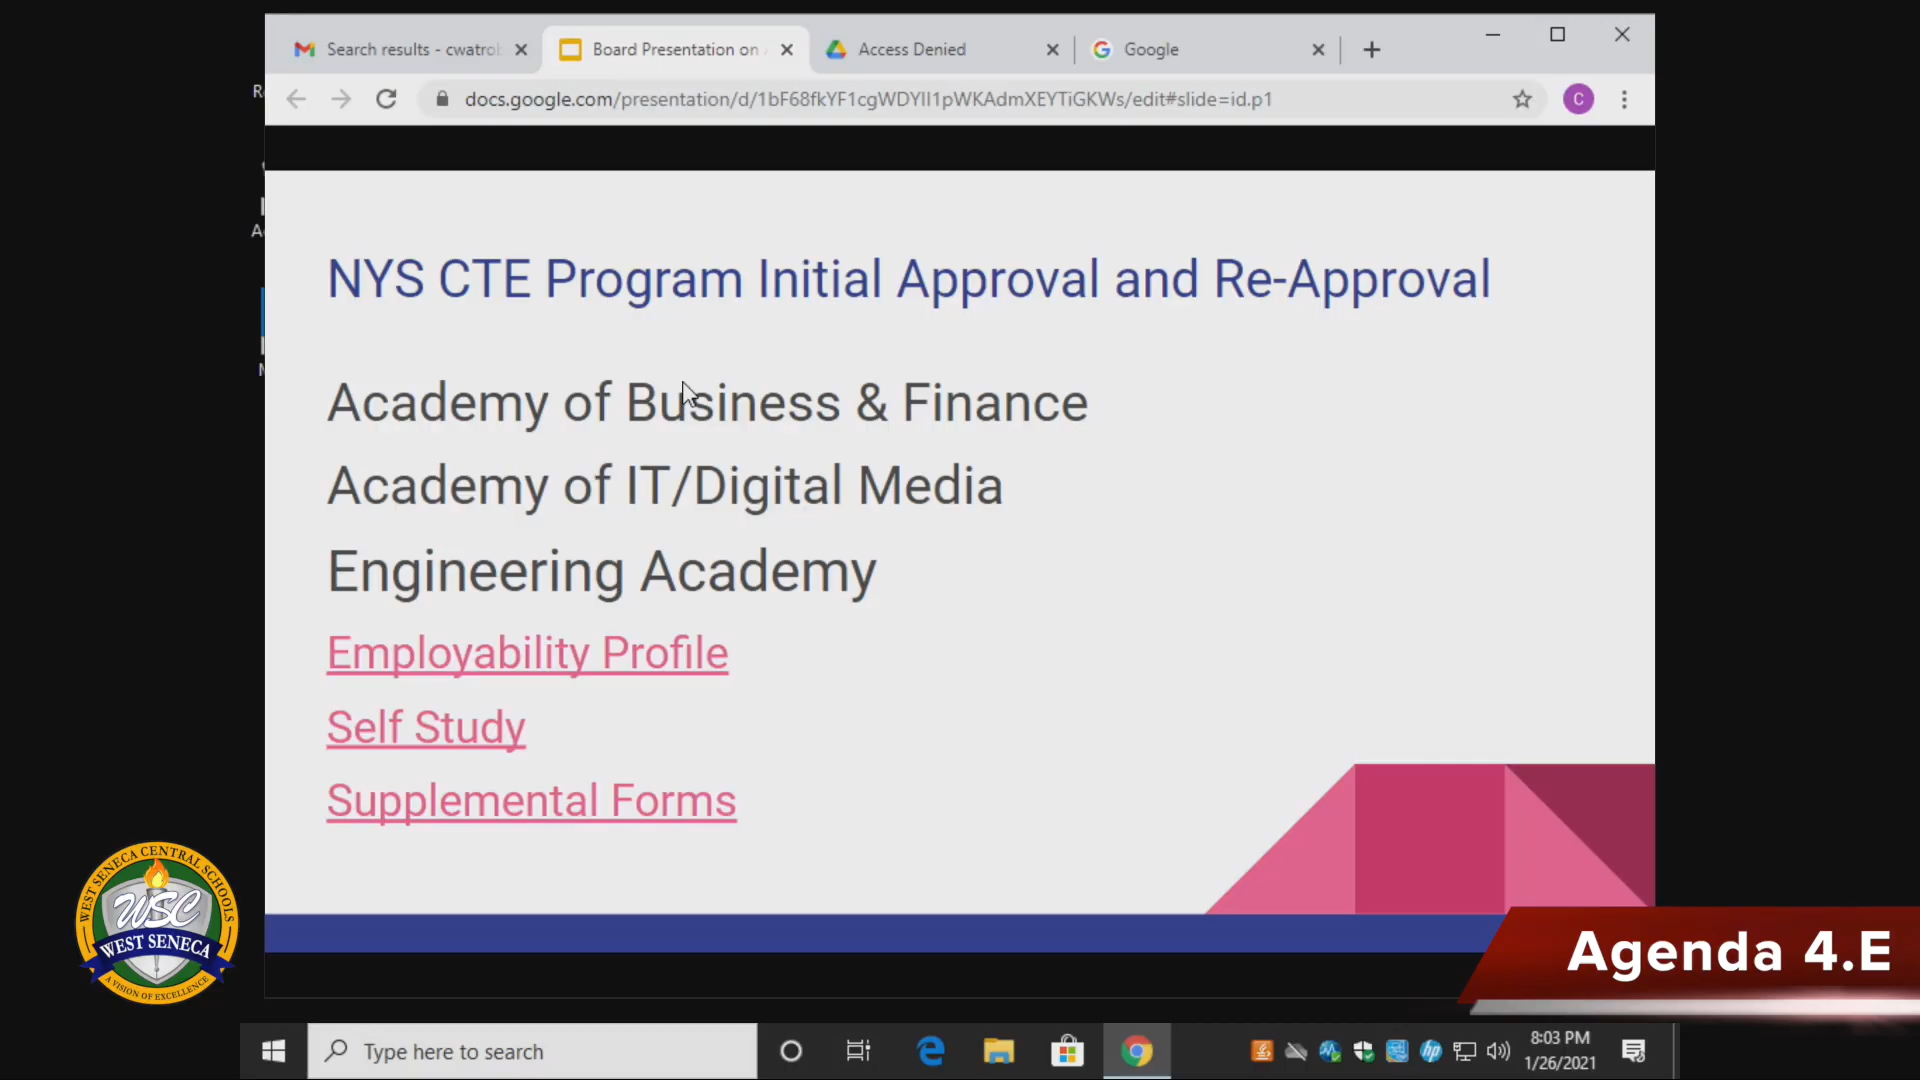 Search results - cwatrob
Board Presentation on
Access Denied
Google
docs.google.com/presentation/d/1bF68fkYF1cgWDYII1pWKAdmXEYTiGKWs/edit#slide=id.p1
C
NYS CTE Program Initial Approval and Re-Approval
Academy of Business & Finance
Academy of IT/Digital Media
Engineering Academy
Employability Profile
Self Study
Supplemental Forms
WEST SENECA CENTRAL SCHOOLS
WSC
WEST SENECA
A VISION OF EXCELLENCE
Agenda 4.E
Type here to search
hp
8:03 PM
1/26/2021